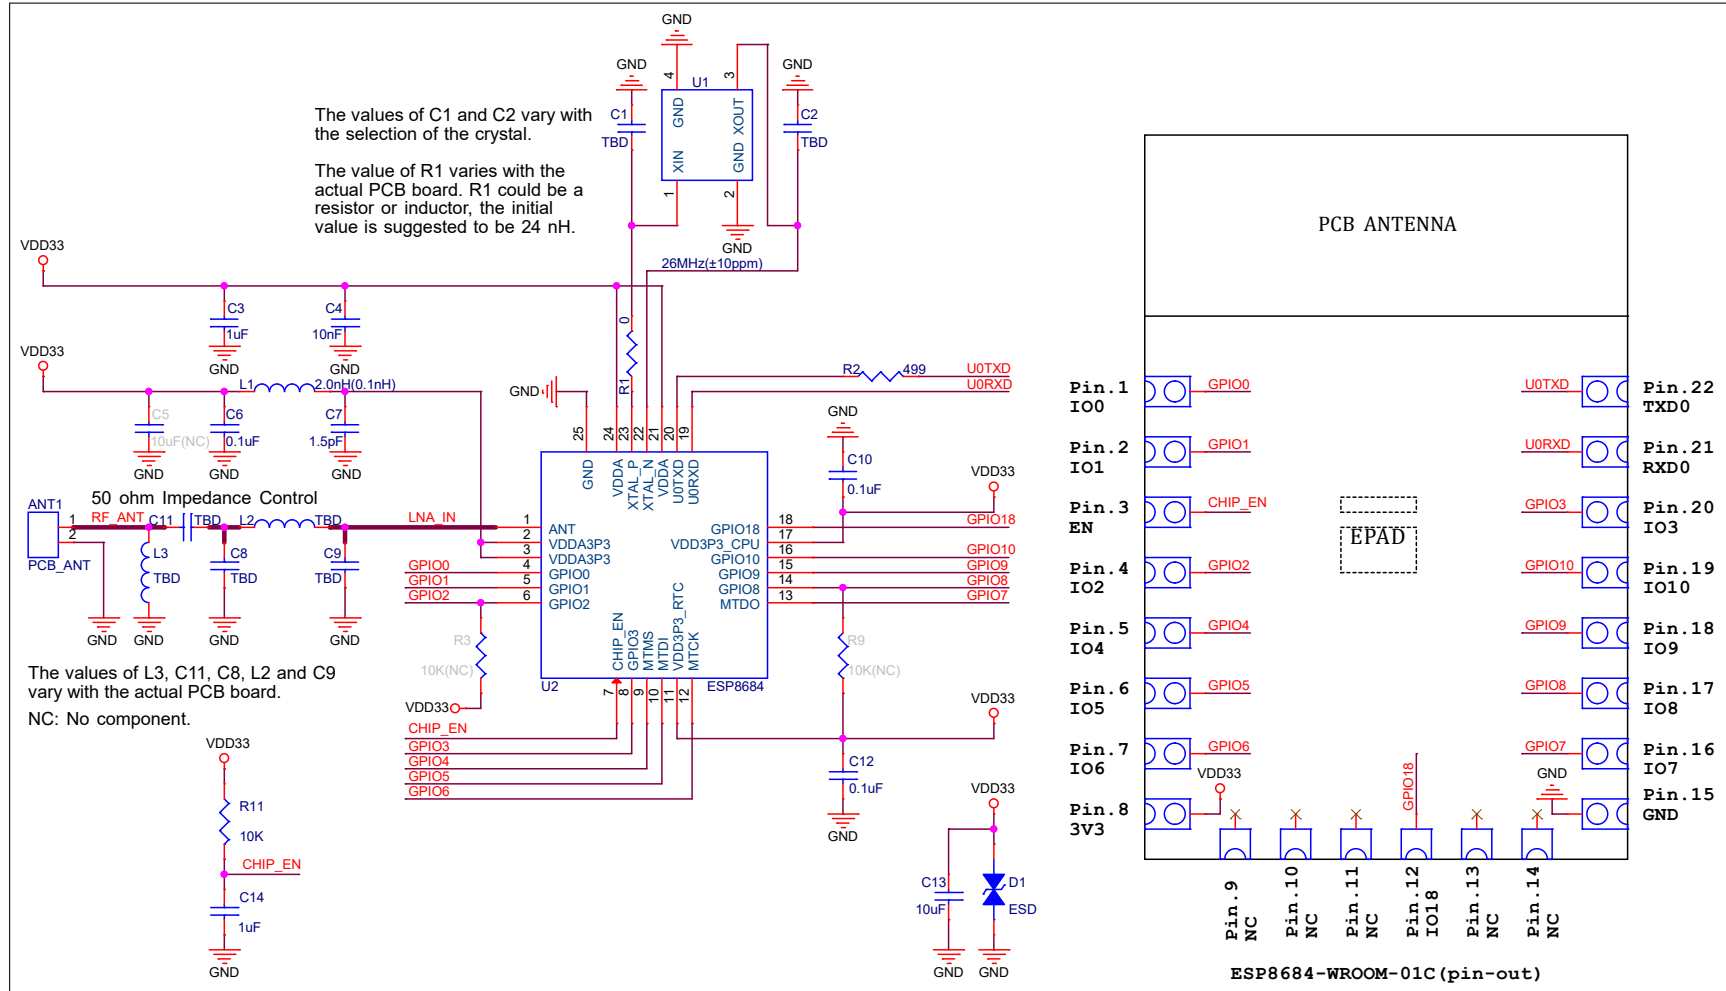 GND
GND
GND
4
3
U1
C1
TBD
GND
XOUT
XIN
GND
C2
TBD
1
2
GND
26MHz(±10ppm)
The values of C1 and C2 vary with
the selection of the crystal.
The value of R1 varies with the
actual PCB board. R1 could be a
resistor or inductor, the initial
value is suggested to be 24 nH.
VDD33
C3
1uF
GND
C4
10nF
GND
VDD33
L1
2.0nH(0.1nH)
C5
10uF(NC)
GND
C6
0.1uF
GND
C7
1.5pF
GND
0
R1
GND
R2
499
U0TXD
U0RXD
50 ohm Impedance Control
ANT1
1
2
PCB_ANT
RF_ANT
C11
TBD
L2
TBD
LNA_IN
L3
TBD
C8
TBD
C9
TBD
GND
GND
GND
GND
25
24
23
22
21
20
19
GND
VDDA
XTAL_P
XTAL_N
VDDA
U0TXD
U0RXD
1
2
3
4
5
6
ANT
VDDA3P3
VDDA3P3
GPIO0
GPIO1
GPIO2
GPIO0
GPIO1
GPIO2
18
17
16
15
14
13
GPIO18
VDD3P3_CPU
GPIO10
GPIO9
GPIO8
MTDO
GPIO18
GPIO10
GPIO9
GPIO8
GPIO7
CHIP_EN
GPIO3
MTMS
MTDI
VDD3P3_RTC
MTCK
7
8
9
10
11
12
U2
ESP8684
GND
C10
0.1uF
VDD33
R3
10K(NC)
VDD33
R9
10K(NC)
VDD33
CHIP_EN
GPIO3
GPIO4
GPIO5
GPIO6
C12
0.1uF
GND
The values of L3, C11, C8, L2 and C9
vary with the actual PCB board.
NC: No component.
VDD33
R11
10K
CHIP_EN
C14
1uF
GND
VDD33
C13
10uF
D1
ESD
GND
GND
PCB ANTENNA
EPAD
Pin.1
IO0
GPIO0
Pin.2
IO1
GPIO1
Pin.3
EN
CHIP_EN
Pin.4
IO2
GPIO2
Pin.5
IO4
GPIO4
Pin.6
IO5
GPIO5
Pin.7
IO6
GPIO6
Pin.8
3V3
VDD33
U0TXD
Pin.22
TXD0
U0RXD
Pin.21
RXD0
GPIO3
Pin.20
IO3
GPIO10
Pin.19
IO10
GPIO9
Pin.18
IO9
GPIO8
Pin.17
IO8
GPIO7
Pin.16
IO7
GND
Pin.15
GND
GPIO18
Pin.9
NC
Pin.10
NC
Pin.11
NC
Pin.12
IO18
Pin.13
NC
Pin.14
NC
ESP8684-WROOM-01C(pin-out)